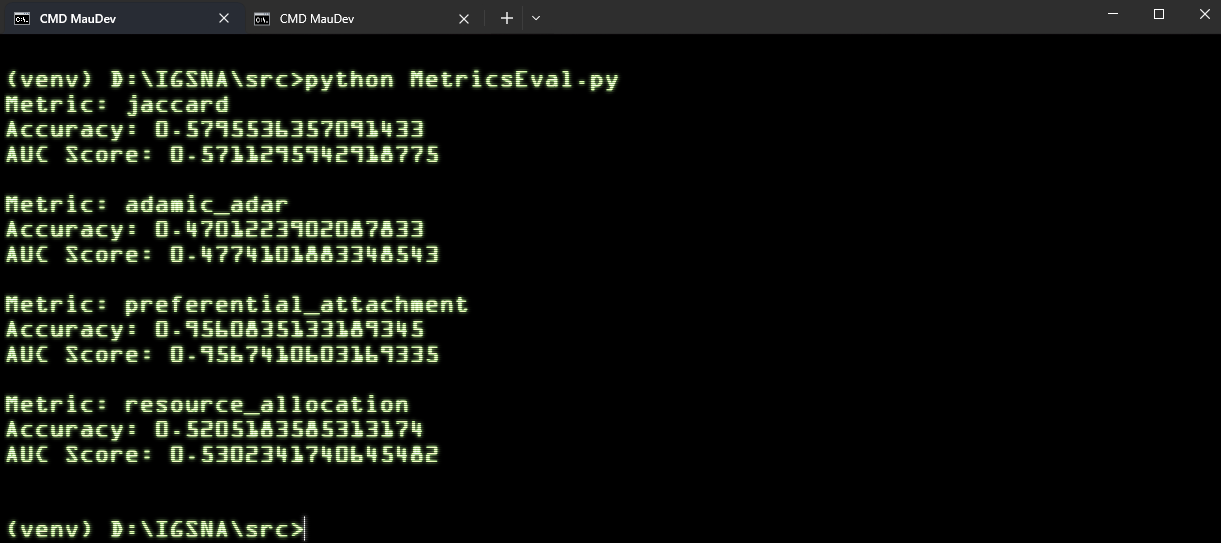 CMD MauDev
CMD MauDev
(venv) D:\IGSNA\src>python MetricsEval.py
Metric: jaccard
Accuracy: 0.5795536357091433
AUC Score: 0.5711295942918775
Metric: adamic_adar
Accuracy: 0.4701223902087833
AUC Score: 0.4774101883348543
Metric: preferential_attachment
Accuracy: 0.9560835133189345
AUC Score: 0.9567410603169335
Metric: resource_allocation
Accuracy: 0.5205183585313174
AUC Score: 0.5302341740645482
(venv) D:\IGSNA\src>